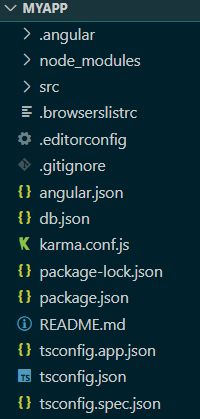 MYAPP
.angular
node_modules
src
.browserslistrc
.editorconfig
.gitignore
angular.json
db.json
karma.conf.js
package-lock.json
package.json
README.md
tsconfig.app.json
TS tsconfig.json
tsconfig.spec.json